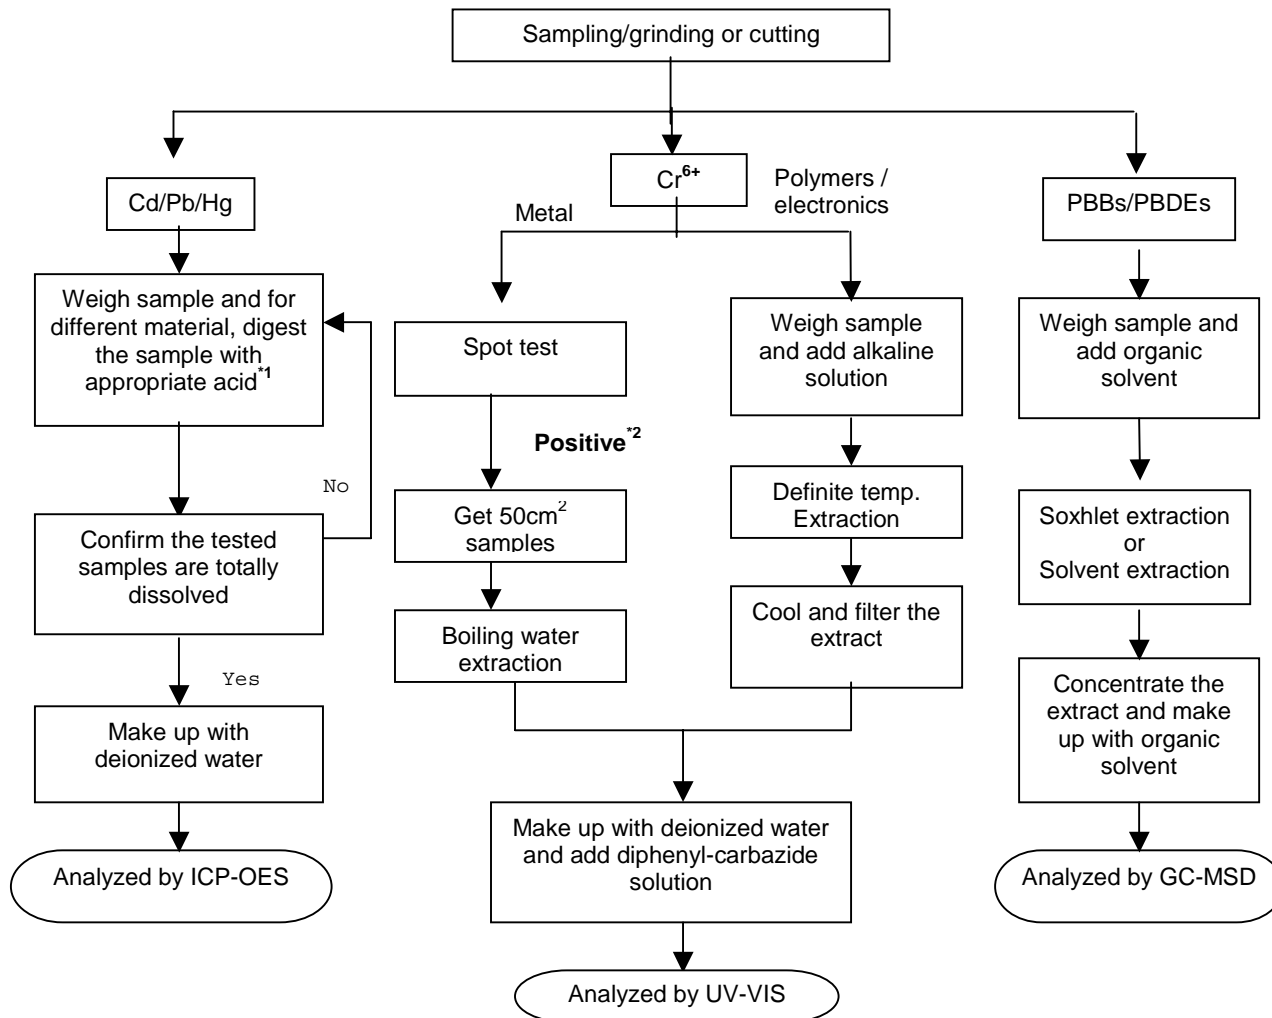 Sampling/grinding or cutting
Cd/Pb/Hg
Cr6+
Metal
Polymers /
electronics
PBBs/PBDEs
Weigh sample and for
different material, digest
the sample with
appropriate acid*1
No
Confirm the tested
samples are totally
dissolved
Yes
Make up with
deionized water
Analyzed by ICP-OES
Spot test
Positive*2
Get 50cm2
samples
Boiling water
extraction
Weigh sample
and add alkaline
solution
Definite temp.
Extraction
Cool and filter the
extract
Make up with deionized water
and add diphenyl-carbazide
solution
Analyzed by UV-VIS
Weigh sample and
add organic
solvent
Soxhlet extraction
or
Solvent extraction
Concentrate the
extract and make
up with organic
solvent
Analyzed by GC-MSD